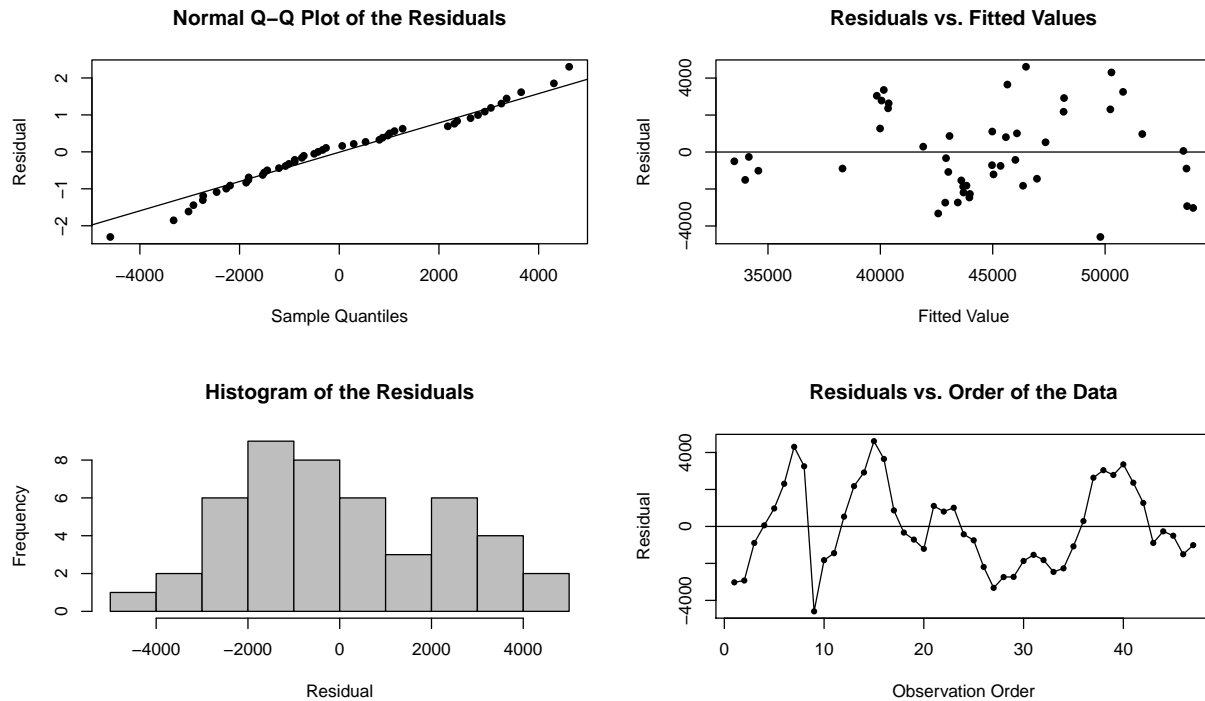 Normal Q−Q Plot of the Residuals
Residual
2
1
0
−1
−2
−4000 −2000 0 2000 4000
Sample Quantiles
Residuals vs. Fitted Values
Residual
4000
0
−4000
35000 40000 45000 50000
Fitted Value
Histogram of the Residuals
Frequency
8
6
4
2
0
−4000 −2000 0 2000 4000
Residual
Residuals vs. Order of the Data
Residual
4000
0
−4000
0 10 20 30 40
Observation Order